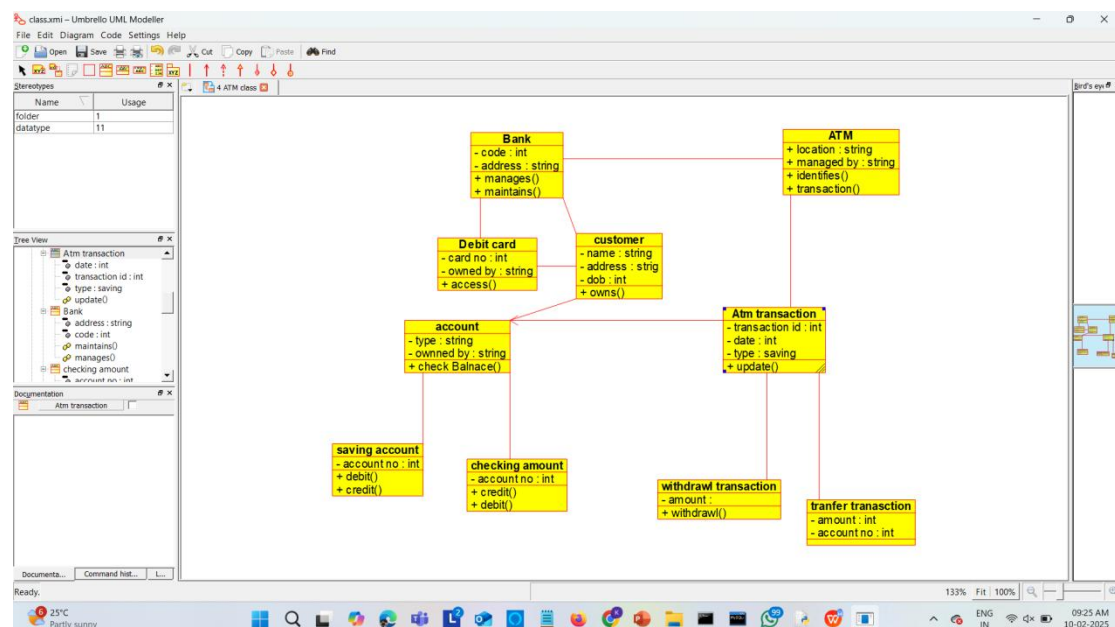 class.xmi – Umbrello UML Modeller
File Edit Diagram Code Settings Help
Open Save Cut Copy Paste Find
Stereotypes
4 ATM class
Bird's eye
Name Usage
folder 1
datatype 11
Tree View
Atm transaction
date : int
transaction id : int
type : saving
update()
Bank
address : string
code : int
maintains()
manages()
checking amount
account no : int
Documentation
Atm transaction
Bank
- code : int
- address : string
+ manages()
+ maintains()
ATM
+ location : string
+ managed by : string
+ identifies()
+ transaction()
Debit card
- card no : int
- owned by : string
+ access()
customer
- name : string
- address : strig
- dob : int
+ owns()
account
- type : string
- ownned by : string
+ check Balnace()
Atm transaction
- transaction id : int
- date : int
- type : saving
+ update()
saving account
- account no : int
+ debit()
+ credit()
checking amount
- account no : int
+ credit()
+ debit()
withdrawl transaction
- amount :
+ withdrawl()
tranfer tranasction
- amount : int
- account no : int
Documenta... Command hist... L...
Ready.
133% Fit 100%
6 25°C
Partly sunny
2
99
ENG
IN
09:25 AM
10-02-2025